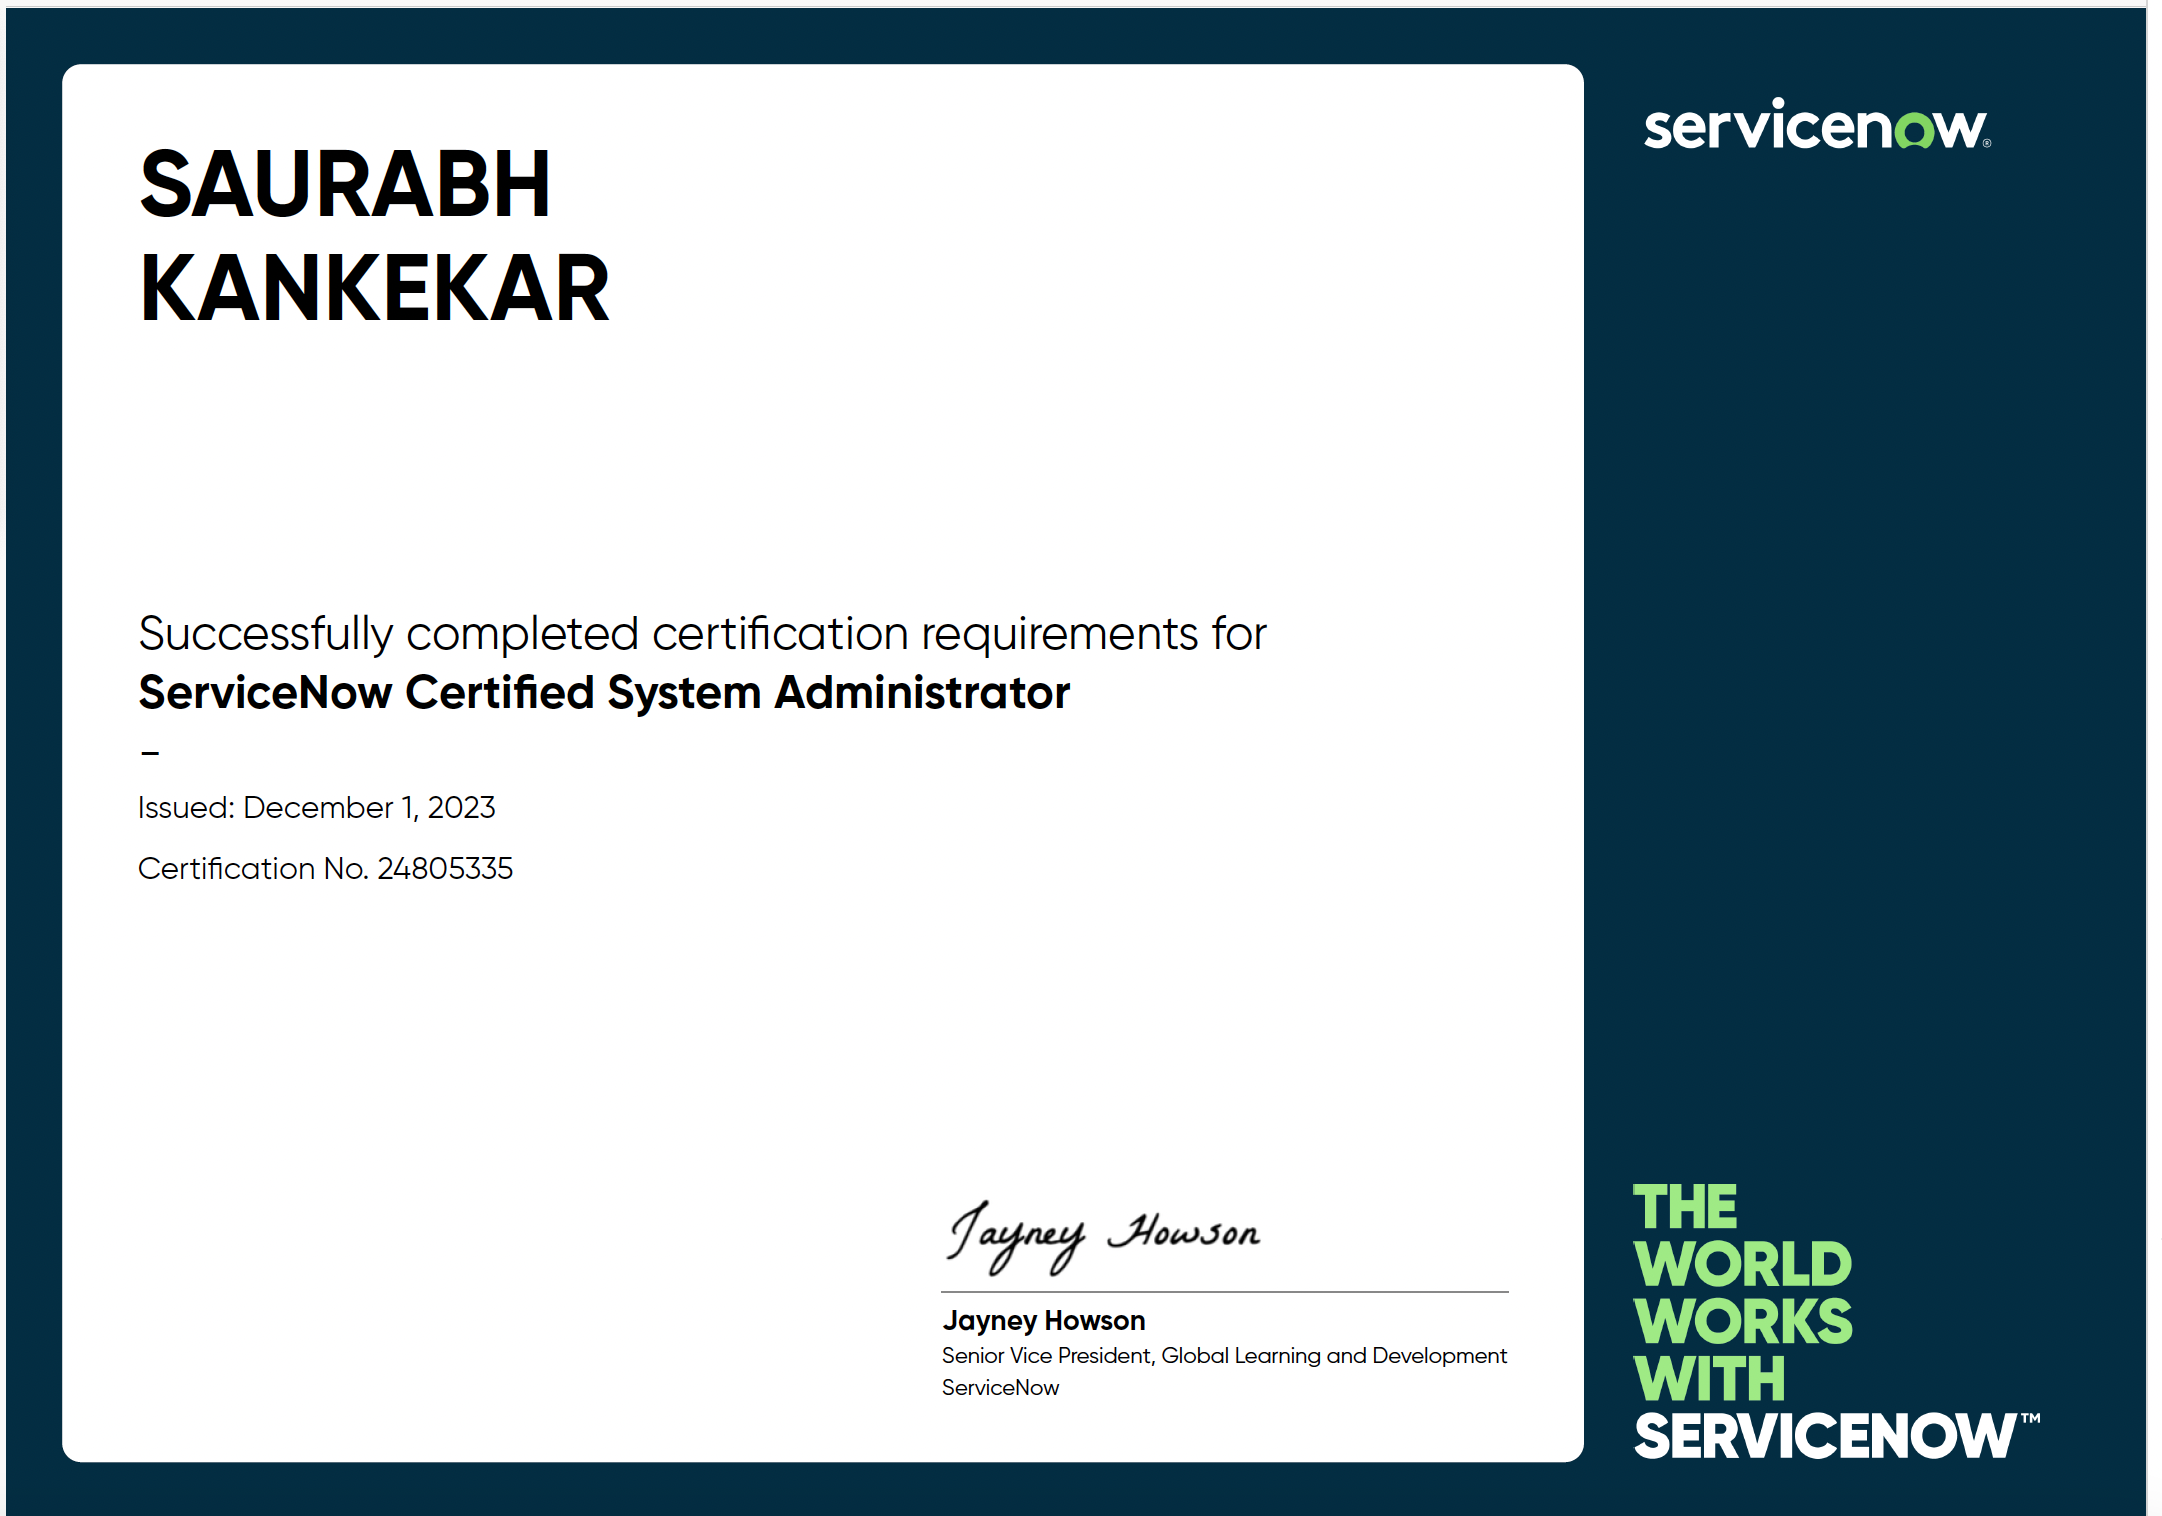 SAURABH
KANKEKAR
Successfully completed certification requirements for
ServiceNow Certified System Administrator
–
Issued: December 1, 2023
Certification No. 24805335
Jayney Howson
Jayney Howson
Senior Vice President, Global Learning and Development
ServiceNow
servicenow®
THE
WORLD
WORKS
WITH
SERVICENOW™